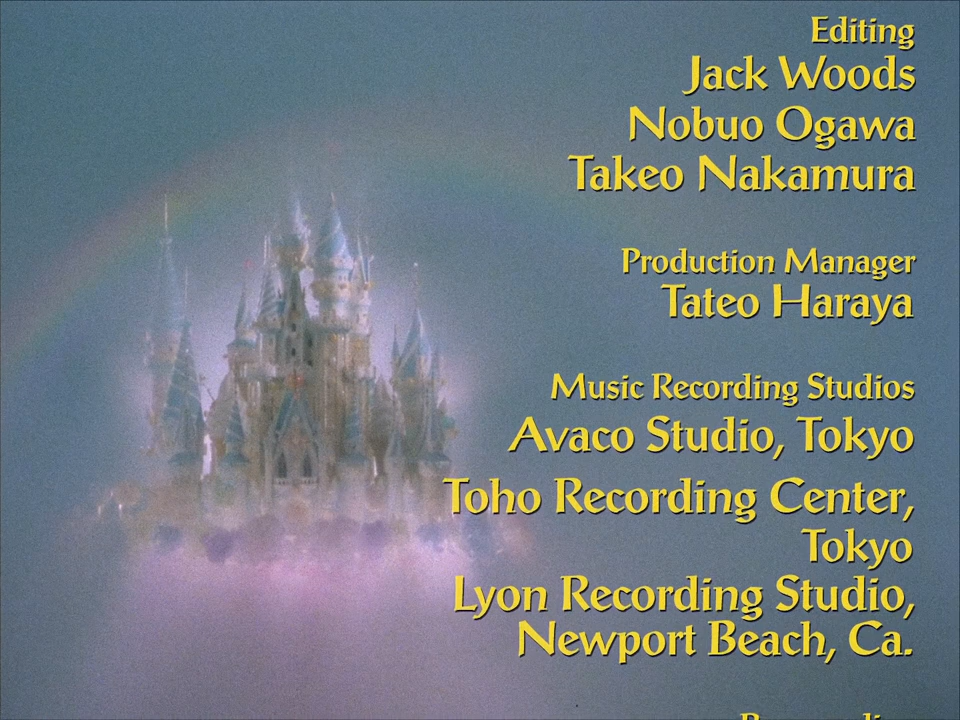 Editing
Jack Woods
Nobuo Ogawa
Takeo Nakamura
Production Manager
Tateo Haraya
Music Recording Studios
Avaco Studio, Tokyo
Toho Recording Center,
Tokyo
Lyon Recording Studio,
Newport Beach, Ca.